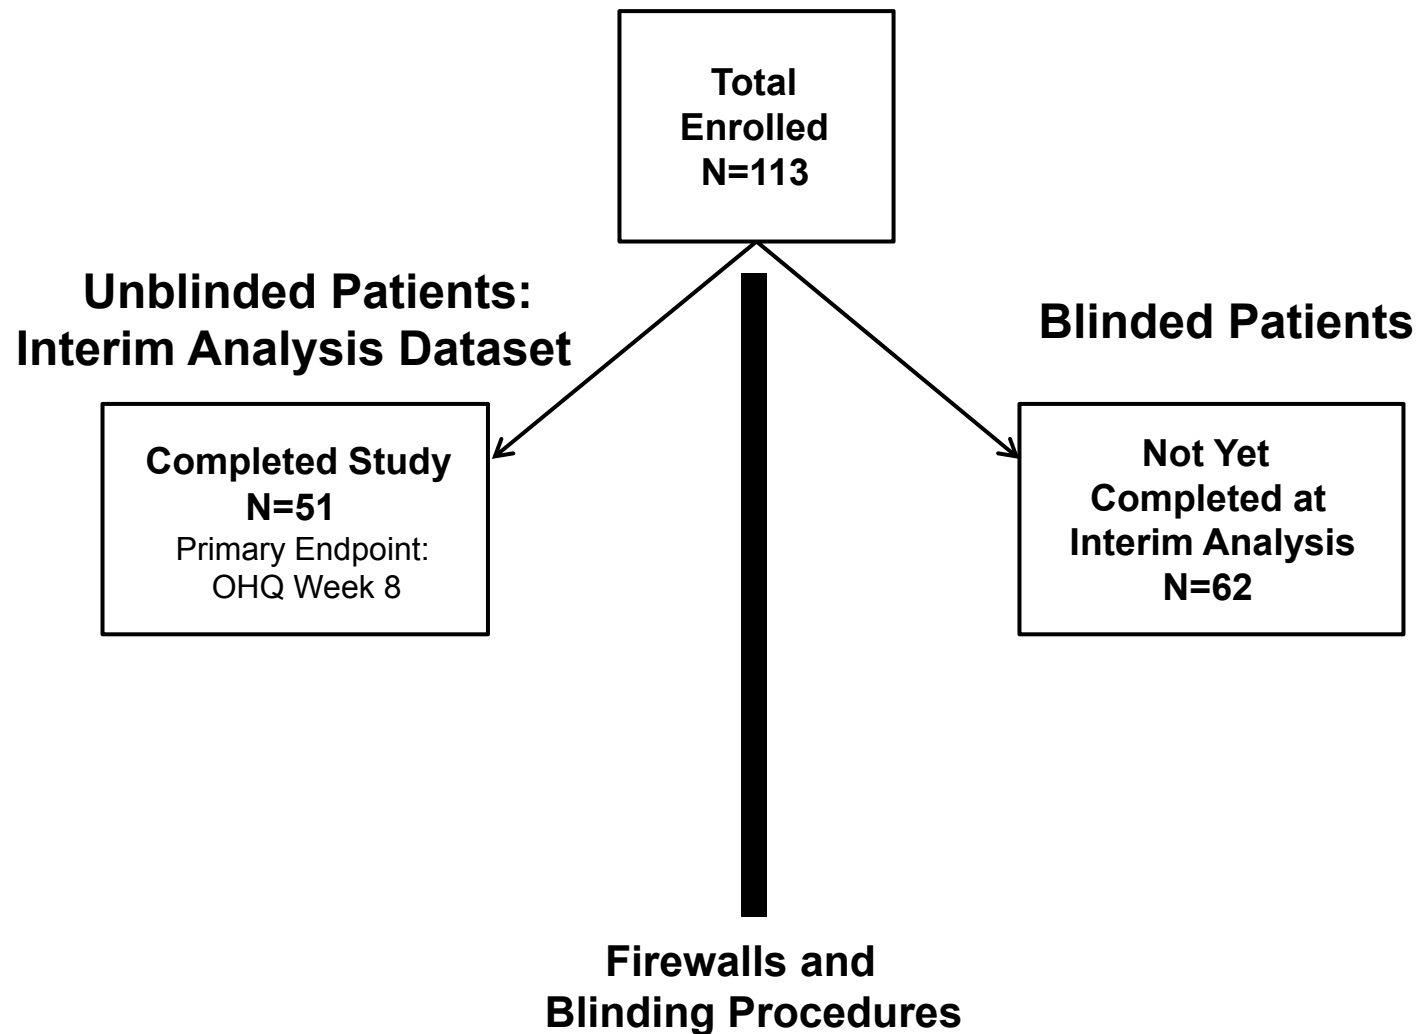 Total
Enrolled
N=113
Unblinded Patients:
Interim Analysis Dataset
Blinded Patients
Completed Study
N=51
Primary Endpoint:
OHQ Week 8
Not Yet
Completed at
Interim Analysis
N=62
Firewalls and
Blinding Procedures